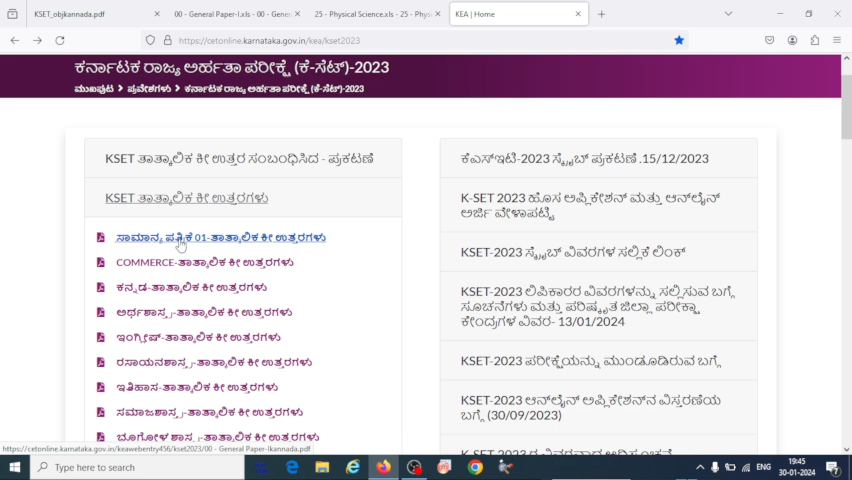 KSET_objkannada.pdf
00 - General Paper-I.xls - 00 - Gener
25 - Physical Science.xls - 25 - Physi
KEA | Home
https://cetonline.karnataka.gov.in/kea/kset2023
ಕರ್ನಾಟಕ ರಾಜ್ಯ ಅರ್ಹತಾ ಪರೀಕ್ಷೆ (ಕೆ-ಸೆಟ್)-2023
ಮುಖಪುಟ > ಪ್ರವೇಶಗಳು > ಕರ್ನಾಟಕ ರಾಜ್ಯ ಅರ್ಹತಾ ಪರೀಕ್ಷೆ (ಕೆ-ಸೆಟ್)-2023
KSET ತಾತ್ಕಾಲಿಕ ಕೀ ಉತ್ತರ ಸಂಬಂಧಿಸಿದ - ಪ್ರಕಟಣೆ
KSET ತಾತ್ಕಾಲಿಕ ಕೀ ಉತ್ತರಗಳು
ಸಾಮಾನ್ಯ ಪತ್ರಿಕೆ 01-ತಾತ್ಕಾಲಿಕ ಕೀ ಉತ್ತರಗಳು
COMMERCE-ತಾತ್ಕಾಲಿಕ ಕೀ ಉತ್ತರಗಳು
ಕನ್ನಡ-ತಾತ್ಕಾಲಿಕ ಕೀ ಉತ್ತರಗಳು
ಅರ್ಥಶಾಸ್ತ್ರ-ತಾತ್ಕಾಲಿಕ ಕೀ ಉತ್ತರಗಳು
ಇಂಗ್ಲೀಷ್-ತಾತ್ಕಾಲಿಕ ಕೀ ಉತ್ತರಗಳು
ರಸಾಯನಶಾಸ್ತ್ರ-ತಾತ್ಕಾಲಿಕ ಕೀ ಉತ್ತರಗಳು
ಇತಿಹಾಸ-ತಾತ್ಕಾಲಿಕ ಕೀ ಉತ್ತರಗಳು
ಸಮಾಜಶಾಸ್ತ್ರ-ತಾತ್ಕಾಲಿಕ ಕೀ ಉತ್ತರಗಳು
ಭೂಗೋಳಶಾಸ್ತ್ರ-ತಾತ್ಕಾಲಿಕ ಕೀ ಉತ್ತರಗಳು
ಕೆಎಸ್ಇಟಿ-2023 ಸ್ಕ್ರೈಬ್ ಪ್ರಕಟಣೆ .15/12/2023
K-SET 2023 ಹೊಸ ಅಪ್ಲಿಕೇಶನ್ ಮತ್ತು ಆನ್‌ಲೈನ್
ಅರ್ಜಿ ವೇಳಾಪಟ್ಟಿ
KSET-2023 ಸ್ಕ್ರೈಬ್ ವಿವರಗಳ ಸಲ್ಲಿಕೆ ಲಿಂಕ್
KSET-2023 ಲಿಪಿಕಾರರ ವಿವರಗಳನ್ನು ಸಲ್ಲಿಸುವ ಬಗ್ಗೆ
ಸೂಚನೆಗಳು ಮತ್ತು ಪರಿಷ್ಕೃತ ಜಿಲ್ಲಾ ಪರೀಕ್ಷಾ
ಕೇಂದ್ರಗಳ ವಿವರ- 13/01/2024
KSET-2023 ಪರೀಕ್ಷೆಯನ್ನು ಮುಂಡೂಡಿರುವ ಬಗ್ಗೆ
KSET-2023 ಆನ್‌ಲೈನ್ ಅಪ್ಲಿಕೇಶನ್‌ನ ವಿಸ್ತರಣೆಯ
ಬಗ್ಗೆ (30/09/2023)
https://cetonline.karnataka.gov.in/keawebentry456/kset2023/00 - General Paper-Ikannada.pdf
Type here to search
ENG
19:45
30-01-2024